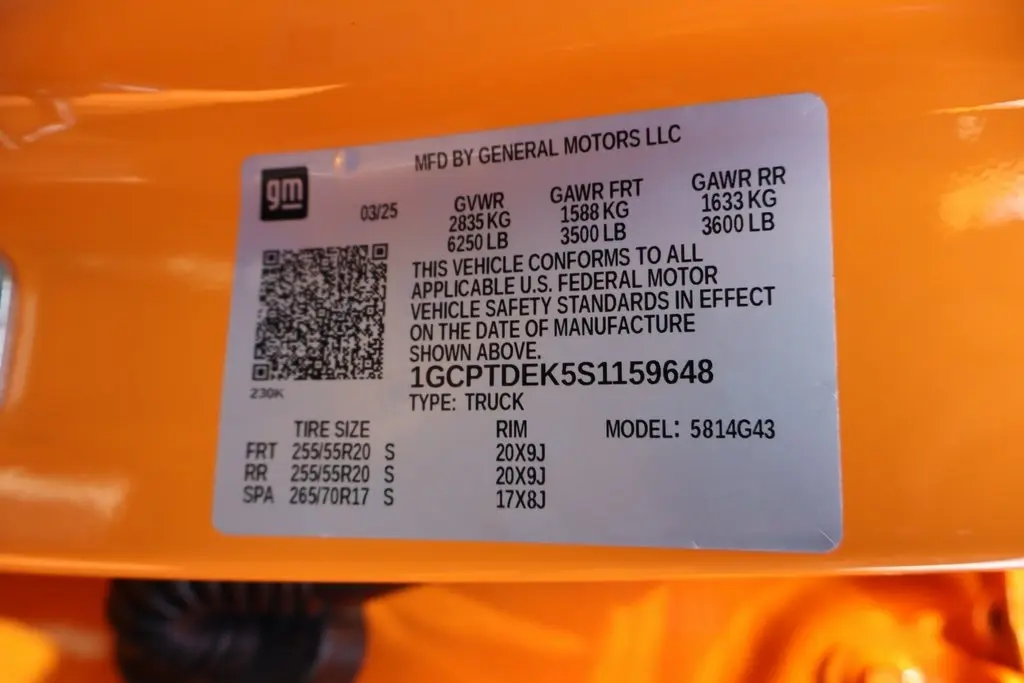 MFD BY GENERAL MOTORS LLC
gm
03/25
GVWR GAWR FRT GAWR RR
2835 KG 1588 KG 1633 KG
6250 LB 3500 LB 3600 LB
THIS VEHICLE CONFORMS TO ALL
APPLICABLE U.S. FEDERAL MOTOR
VEHICLE SAFETY STANDARDS IN EFFECT
ON THE DATE OF MANUFACTURE
SHOWN ABOVE.
1GCPTDEK5S1159648
230K
TYPE: TRUCK
TIRE SIZE RIM MODEL: 5814G43
FRT 255/55R20 S 20X9J
RR 255/55R20 S 20X9J
SPA 265/70R17 S 17X8J